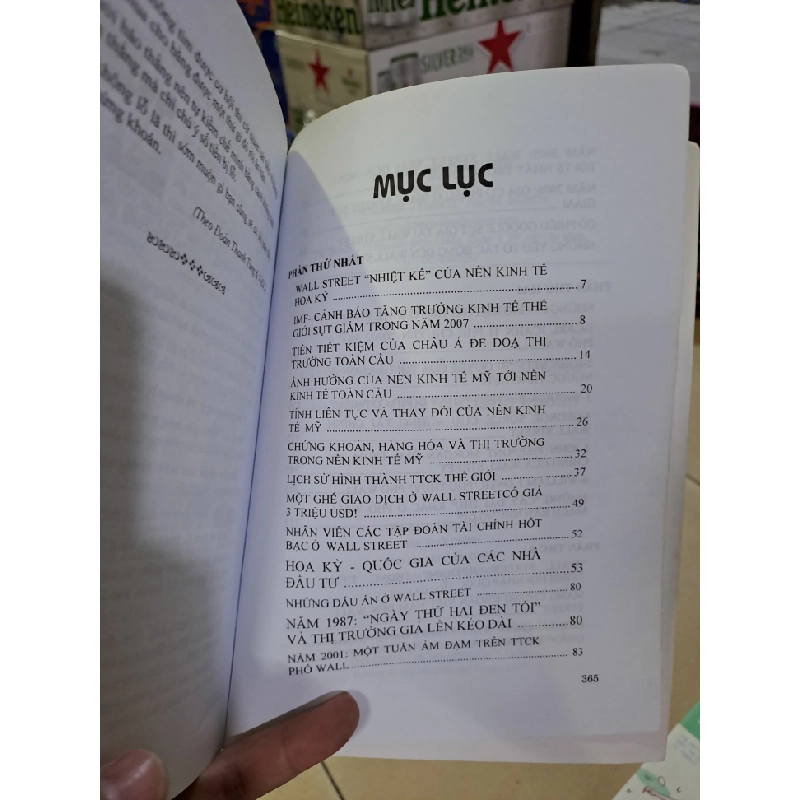 Heineken
SILVER
ứng khoán.
(Theo Đoàn Thanh
MỤC LỤC
PHẦN THỨ NHẤT
WALL STREET "NHIỆT KẾ" CỦA NỀN KINH TẾ
HOA KỲ ........ 7
IMF- CẢNH BÁO TĂNG TRƯỞNG KINH TẾ THẾ
GIỚI SỤT GIẢM TRONG NĂM 2007 ........ 8
TIỀN TIẾT KIỆM CỦA CHÂU Á ĐE DOẠ THỊ
TRƯỜNG TOÀN CẦU ........ 14
ẢNH HƯỞNG CỦA NỀN KINH TẾ MỸ TỚI NỀN
KINH TẾ TOÀN CẦU ........ 20
TÍNH LIÊN TỤC VÀ THAY ĐỔI CỦA NỀN KINH
TẾ MỸ ........ 26
CHỨNG KHOÁN, HÀNG HÓA VÀ THỊ TRƯỜNG
TRONG NỀN KINH TẾ MỸ ........ 32
LỊCH SỬ HÌNH THÀNH TTCK THẾ GIỚI ........ 37
MỘT GHẾ GIAO DỊCH Ở WALL STREETCÓ GIÁ
3 TRIỆU USD! ........ 49
NHÂN VIÊN CÁC TẬP ĐOÀN TÀI CHÍNH HỐT
BẠC Ở WALL STREET ........ 52
HOA KỲ - QUỐC GIA CỦA CÁC NHÀ
ĐẦU TƯ ........ 53
NHỮNG DẤU ẤN Ở WALL STREET ........ 80
NĂM 1987: "NGÀY THỨ HAI ĐEN TỐI"
VÀ THỊ TRƯỜNG GIÁ LÊN KÉO DÀI ........ 80
NĂM 2001: MỘT TUẦN ẢM ĐẠM TRÊN TTCK
PHỐ WALL ........ 83
365